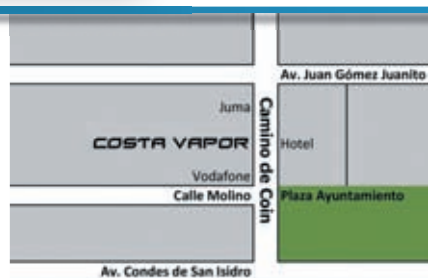 Av. Juan Gómez Juanito
Juma
COSTA VAPOR
Camino de Coin
Hotel
Vodafone
Calle Molino
Plaza Ayuntamiento
Av. Condes de San Isidro